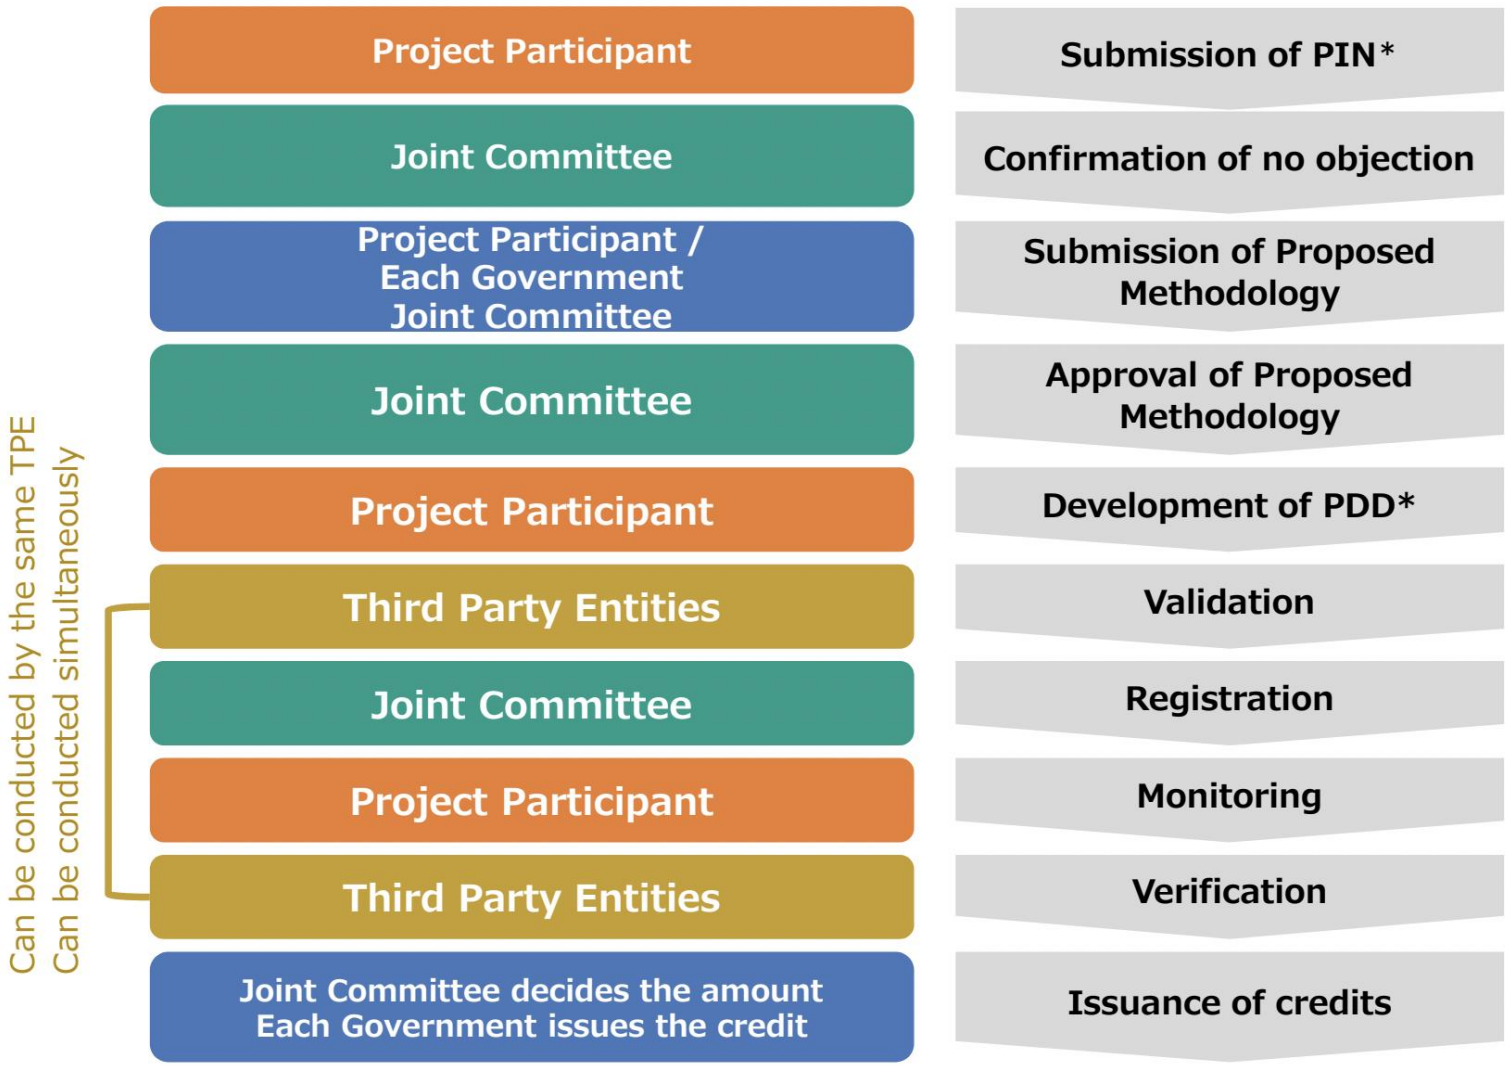 Project Participant
Submission of PIN*
Joint Committee
Confirmation of no objection
Project Participant /
Each Government
Joint Committee
Submission of Proposed
Methodology
Joint Committee
Approval of Proposed
Methodology
Project Participant
Development of PDD*
Third Party Entities
Validation
Joint Committee
Registration
Project Participant
Monitoring
Third Party Entities
Verification
Joint Committee decides the amount
Each Government issues the credit
Issuance of credits
Can be conducted by the same TPE
Can be conducted simultaneously